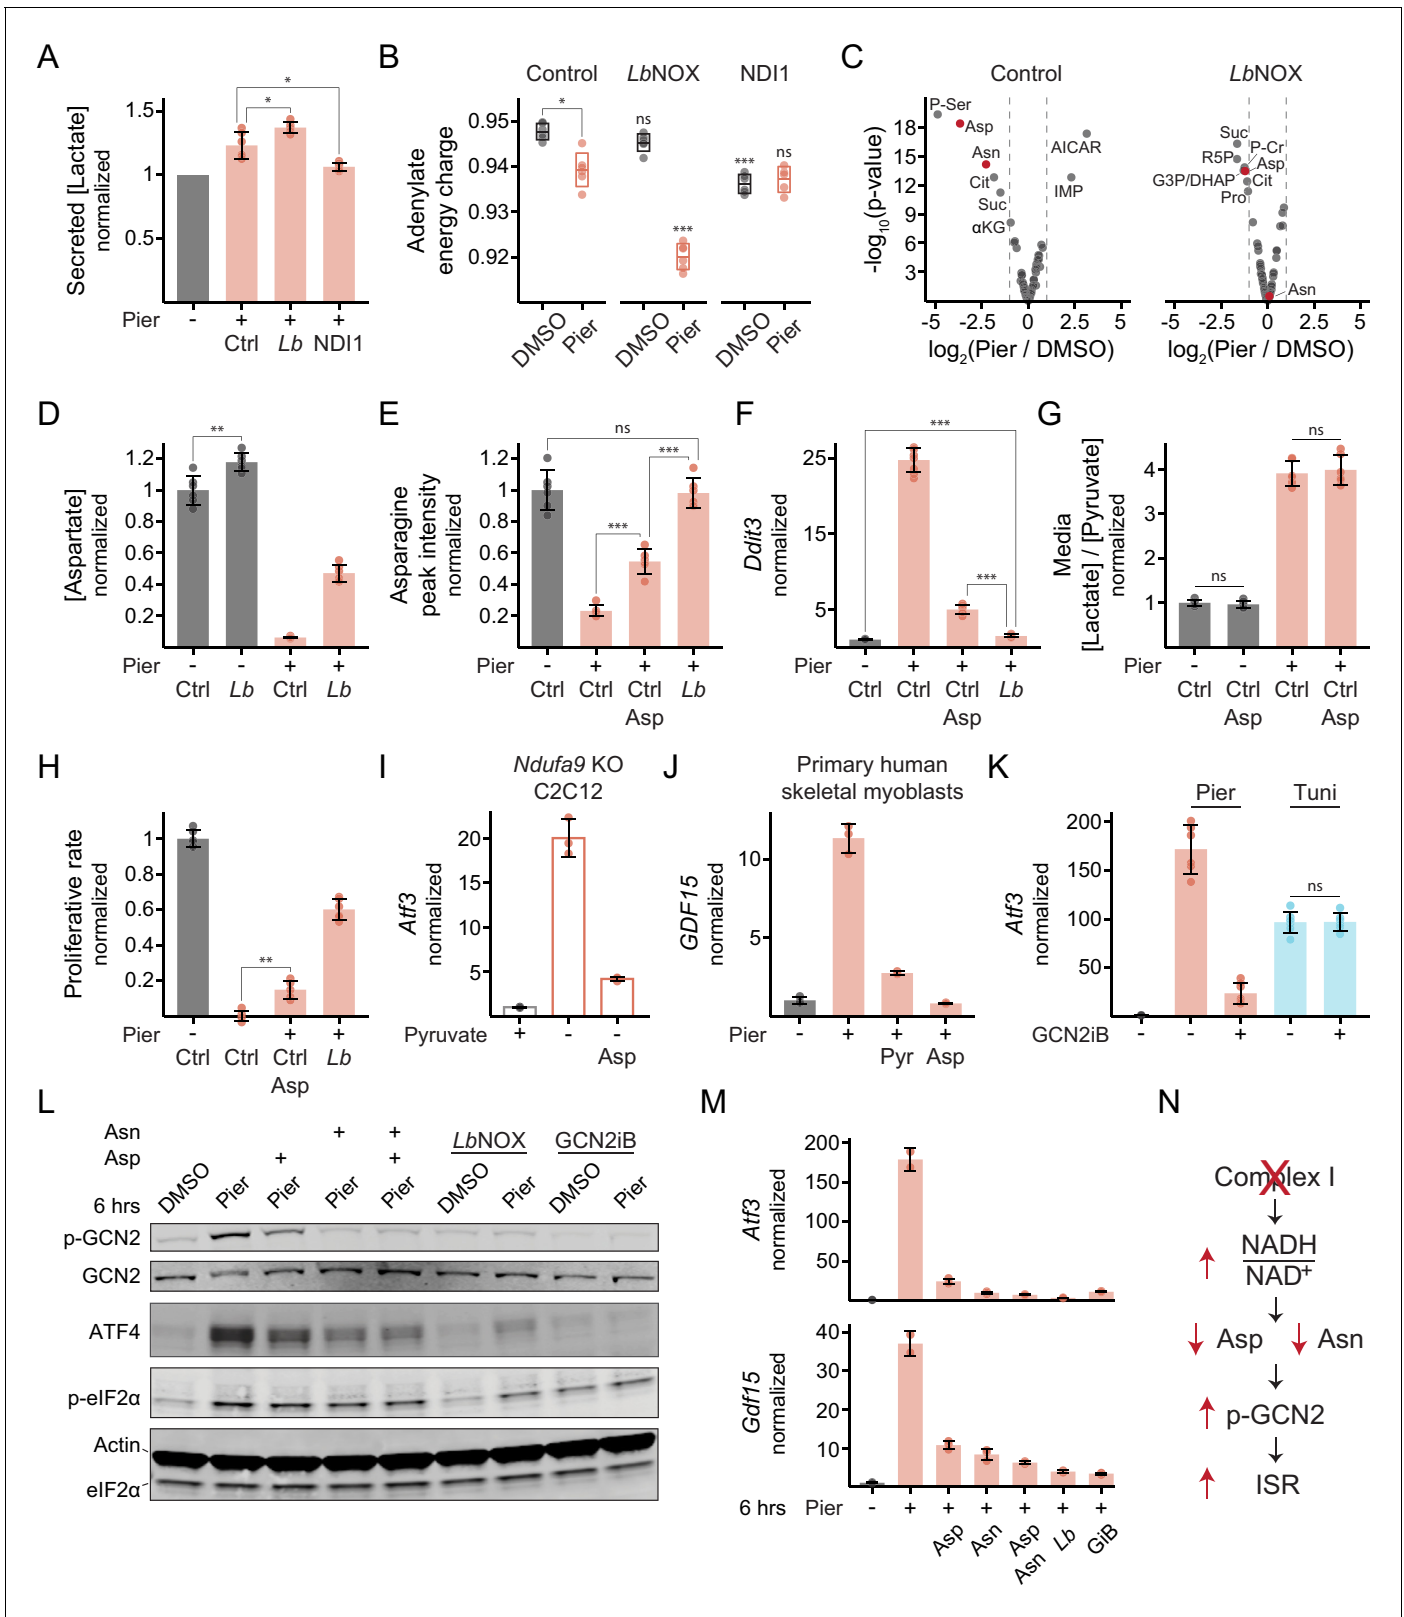 A
Secreted [Lactate]
normalized
1.5
1
0.5
*
*
Pier - + + +
Ctrl Lb NDI1
B
Control LbNOX NDI1
Adenylate
energy charge
0.95
0.94
0.93
0.92
* ns *** *** ns
DMSO Pier DMSO Pier DMSO Pier
C
Control LbNOX
-log10(p-value)
18
15
12
9
6
3
P-Ser
Asp
Asn
Cit
Suc
αKG
AICAR
IMP
Suc
R5P
G3P/DHAP
Pro
P-Cr
Asp
Cit
Asn
-5 -2.5 0 2.5 5
log2(Pier / DMSO)
-5 -2.5 0 2.5 5
log2(Pier / DMSO)
D
[Aspartate]
normalized
1.2
1
0.8
0.6
0.4
0.2
**
Pier - - + +
Ctrl Lb Ctrl Lb
E
Asparagine
peak intensity
normalized
1.2
1
0.8
0.6
0.4
0.2
ns
***
***
Pier - + + +
Ctrl Ctrl Ctrl Lb
Asp
F
Ddit3
normalized
25
15
5
***
***
Pier - + + +
Ctrl Ctrl Ctrl Lb
Asp
G
Media
[Lactate] / [Pyruvate]
normalized
4
3
2
1
ns
ns
Pier - - + +
Ctrl Ctrl Ctrl Ctrl
Asp Asp
H
Proliferative rate
normalized
1
0.8
0.6
0.4
0.2
**
Pier - + + +
Ctrl Ctrl Ctrl Lb
Asp
I
Ndufa9 KO
C2C12
Atf3
normalized
20
15
10
5
Pyruvate + - -
Asp
J
Primary human
skeletal myoblasts
GDF15
normalized
10
5
Pier - + + +
Pyr Asp
K
Pier Tuni
Atf3
normalized
200
150
100
50
ns
GCN2iB - - + - +
L
Asn + +
Asp + +
LbNOX GCN2iB
6 hrs DMSO Pier Pier Pier Pier DMSO Pier DMSO Pier
p-GCN2
GCN2
ATF4
p-eIF2α
Actin
eIF2α
M
Atf3
normalized
200
150
100
50
Gdf15
normalized
40
30
20
10
6 hrs Pier - + + + + + +
Asp Asn Asp Lb GiB
Asn
N
Complex I
X
NADH
NAD+
Asp Asn
p-GCN2
ISR